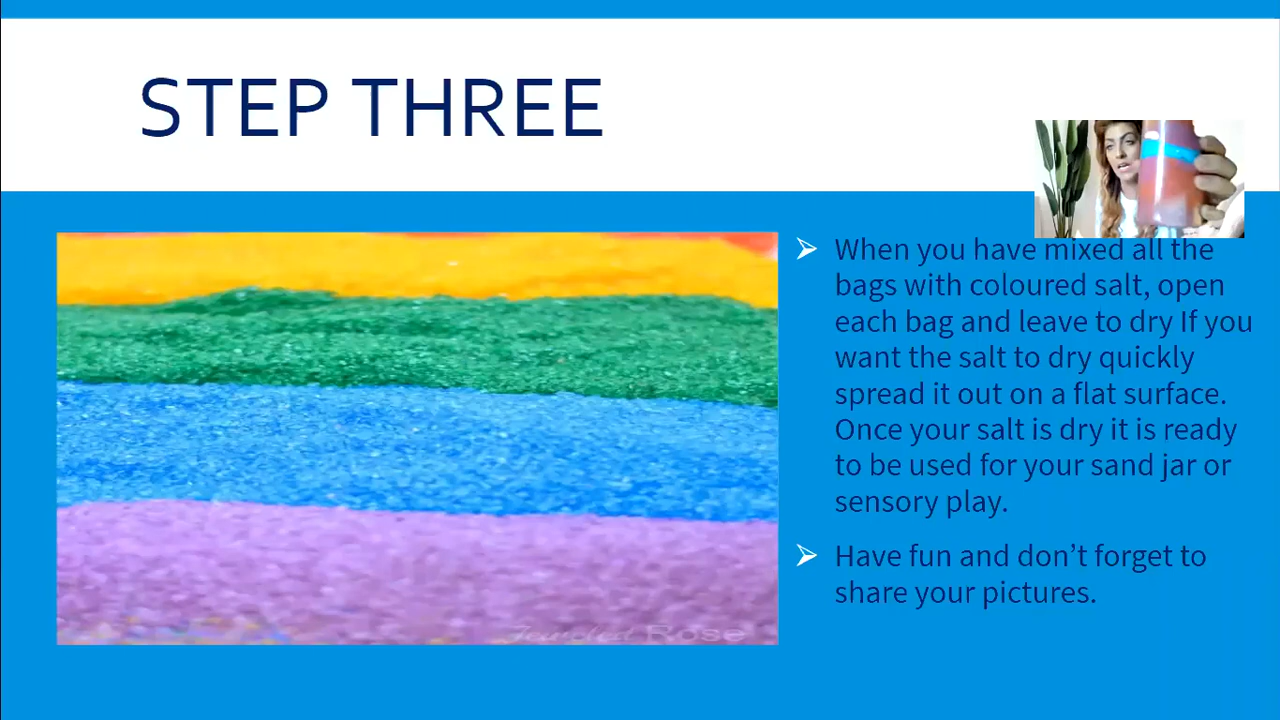 STEP THREE
When you have mixed all the
bags with coloured salt, open
each bag and leave to dry If you
want the salt to dry quickly
spread it out on a flat surface.
Once your salt is dry it is ready
to be used for your sand jar or
sensory play.
Have fun and don’t forget to
share your pictures.
Jeweled Rose